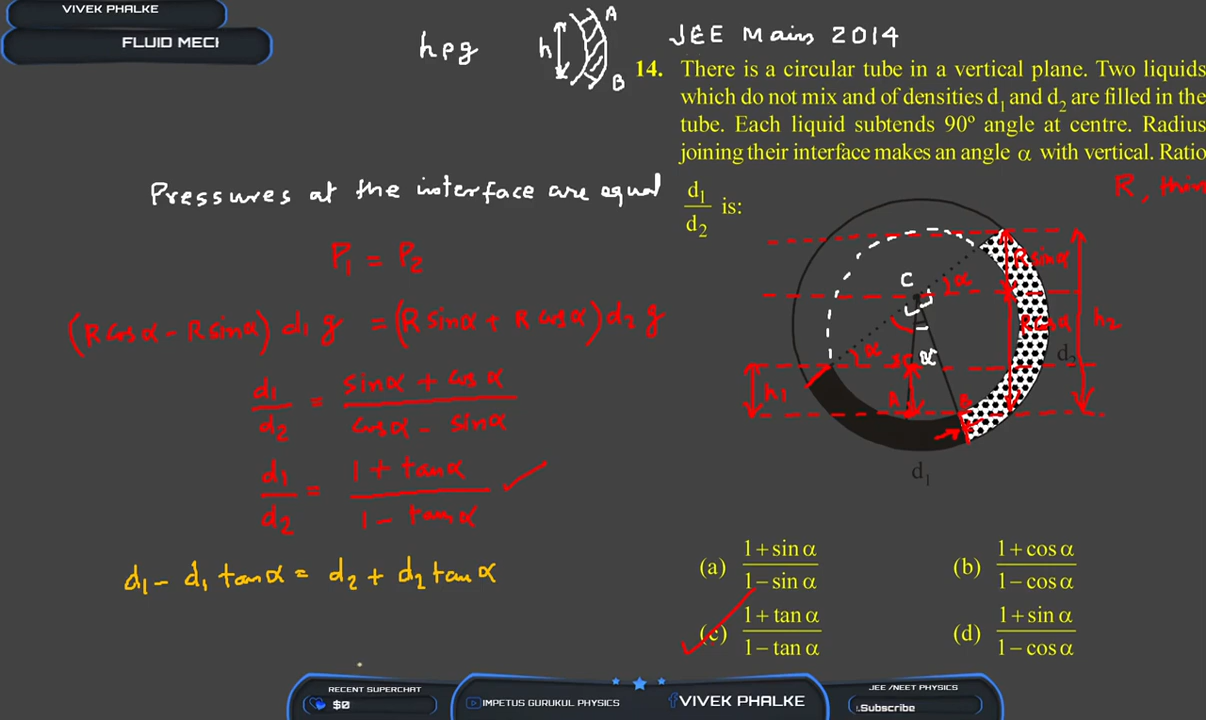 VIVEK PHALKE
FLUID MECH
hρg
h
A
B
JEE Mains 2014
14. There is a circular tube in a vertical plane. Two liquids
which do not mix and of densities d₁ and d₂ are filled in the
tube. Each liquid subtends 90º angle at centre. Radius
joining their interface makes an angle α with vertical. Ratio
d₁/d₂ is:
R, thin
Pressures at the interface are equal
P₁ = P₂
(R cos α - R sin α) d₁ g = (R sin α + R cos α) d₂ g
d₁/d₂ = (sin α + cos α)/(cos α - sin α)
d₁/d₂ = (1 + tan α)/(1 - tan α)
d₁ - d₁ tan α = d₂ + d₂ tan α
C
α
R sin α
R cos α
h₂
d₂
α
α
h₁
A
B
d₁
(a) (1 + sin α)/(1 - sin α)
(b) (1 + cos α)/(1 - cos α)
(c) (1 + tan α)/(1 - tan α)
(d) (1 + sin α)/(1 - cos α)
RECENT SUPERCHAT
$0
IMPETUS GURUKUL PHYSICS
VIVEK PHALKE
JEE /NEET PHYSICS
Subscribe